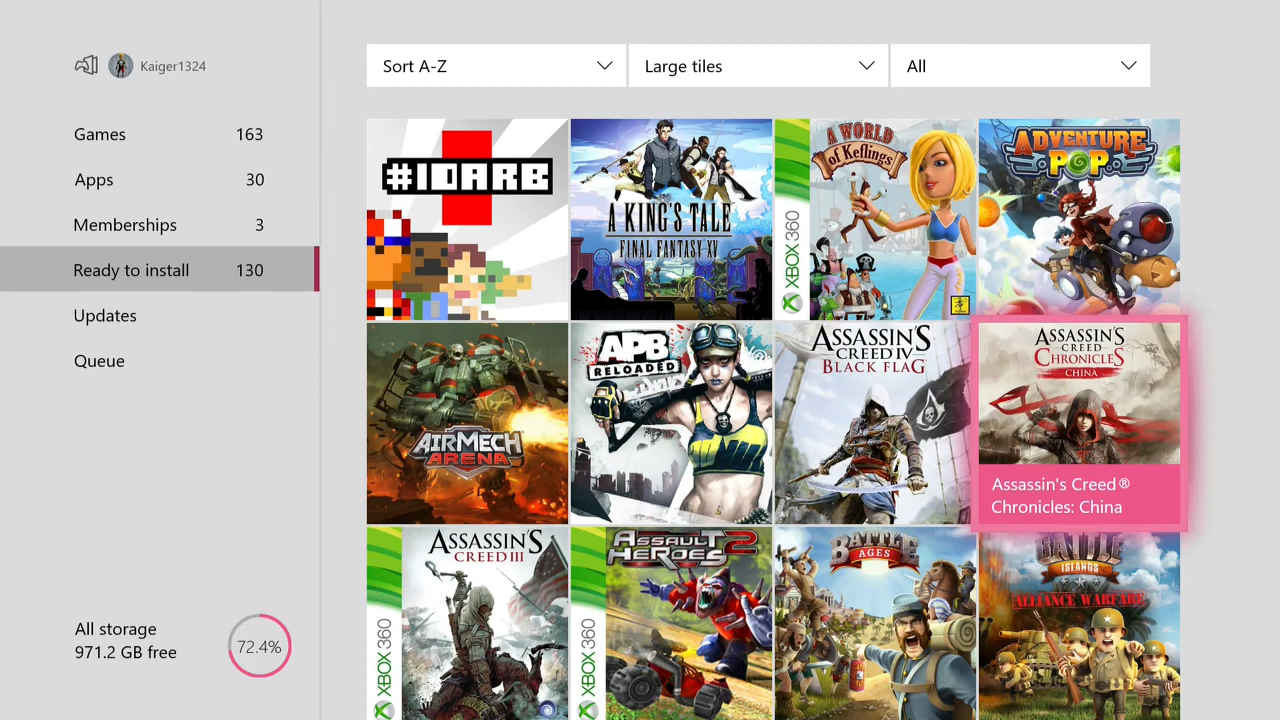 Kaiger1324
Games 163
Apps 30
Memberships 3
Ready to install 130
Updates
Queue
All storage
971.2 GB free
72.4%
Sort A-Z
Large tiles
All
#IDARB
A KING'S TALE
FINAL FANTASY XV
XBOX 360
A WORLD
of Keflings
ADVENTURE
POP
AIRMECH
ARENA
APB
RELOADED
ASSASSIN'S
CREED IV
BLACK FLAG
ASSASSIN'S
CREED
CHRONICLES
CHINA
Assassin's Creed®
Chronicles: China
XBOX 360
ASSASSIN'S
CREED III
XBOX 360
ASSAULT
HEROES 2
BATTLE
AGES
BATTLE
ISLANDS
ALLIANCE WARFARE